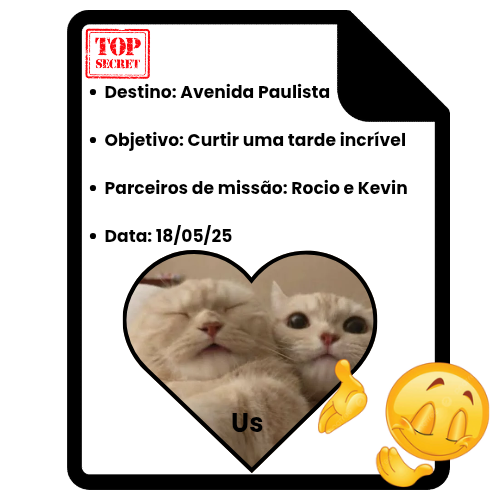 TOP
SECRET
• Destino: Avenida Paulista
• Objetivo: Curtir uma tarde incrível
• Parceiros de missão: Rocio e Kevin
• Data: 18/05/25
Us